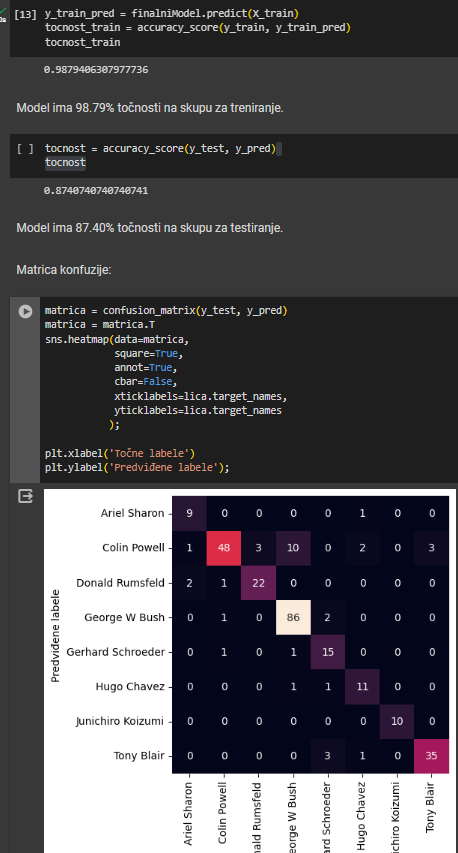 [13] y_train_pred = finalniModel.predict(X_train)
tocnost_train = accuracy_score(y_train, y_train_pred)
tocnost_train
0.9879406307977736
Model ima 98.79% točnosti na skupu za treniranje.
[ ] tocnost = accuracy_score(y_test, y_pred)
tocnost
0.8740740740740741
Model ima 87.40% točnosti na skupu za testiranje.
Matrica konfuzije:
matrica = confusion_matrix(y_test, y_pred)
matrica = matrica.T
sns.heatmap(data=matrica,
square=True,
annot=True,
cbar=False,
xticklabels=lica.target_names,
yticklabels=lica.target_names
);
plt.xlabel('Točne labele')
plt.ylabel('Predviđene labele');
Predviđene labele
Ariel Sharon 9 0 0 0 0 1 0 0
Colin Powell 1 48 3 10 0 2 0 3
Donald Rumsfeld 2 1 22 0 0 0 0 0
George W Bush 0 1 0 86 2 0 0 0
Gerhard Schroeder 0 1 0 1 15 0 0 0
Hugo Chavez 0 0 0 1 1 11 0 0
Junichiro Koizumi 0 0 0 0 0 0 10 0
Tony Blair 0 0 0 0 3 1 0 35
Ariel Sharon
Colin Powell
nald Rumsfeld
eorge W Bush
rd Schroeder
Hugo Chavez
ichiro Koizumi
Tony Blair